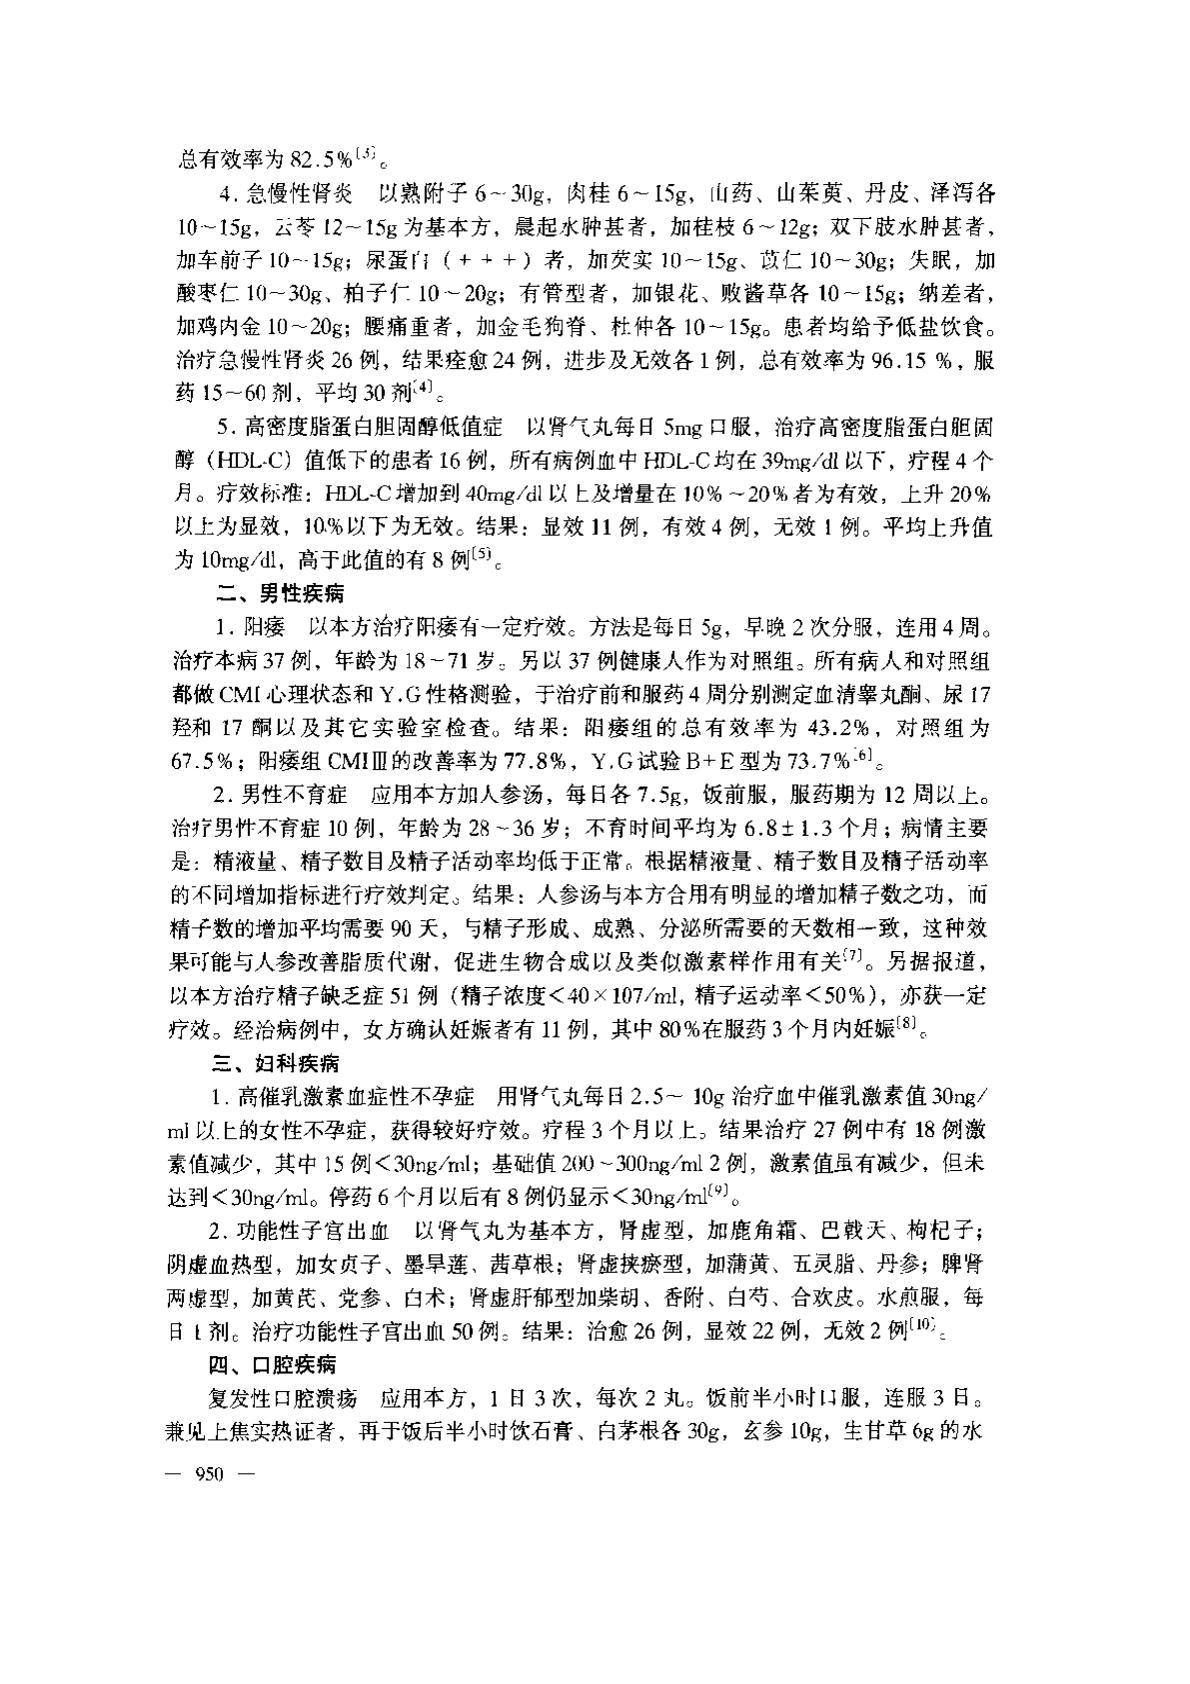 总有效率为 82.5%〔3〕。
4. 急慢性肾炎　以熟附子 6～30g，肉桂 6～15g，山药、山茱萸、丹皮、泽泻各
10～15g，云苓 12～15g 为基本方，晨起水肿甚者，加桂枝 6～12g；双下肢水肿甚者，
加车前子 10～15g；尿蛋白（+ + +）者，加芡实 10～15g、苡仁 10～30g；失眠，加
酸枣仁 10～30g、柏子仁 10～20g；有管型者，加银花、败酱草各 10～15g；纳差者，
加鸡内金 10～20g；腰痛重者，加金毛狗脊、杜仲各 10～15g。患者均给予低盐饮食。
治疗急慢性肾炎 26 例，结果痊愈 24 例，进步及无效各 1 例，总有效率为 96.15 %，服
药 15～60 剂，平均 30 剂〔4〕。
5. 高密度脂蛋白胆固醇低值症　以肾气丸每日 5mg 口服，治疗高密度脂蛋白胆固
醇（HDL-C）值低下的患者 16 例，所有病例血中 HDL-C 均在 39mg/dl 以下，疗程 4 个
月。疗效标准：HDL-C 增加到 40mg/dl 以上及增量在 10%～20% 者为有效，上升 20%
以上为显效，10%以下为无效。结果：显效 11 例，有效 4 例，无效 1 例。平均上升值
为 10mg/dl，高于此值的有 8 例〔5〕。
二、男性疾病
1. 阳痿　以本方治疗阳痿有一定疗效。方法是每日 5g，早晚 2 次分服，连用 4 周。
治疗本病 37 例，年龄为 18～71 岁。另以 37 例健康人作为对照组。所有病人和对照组
都做 CMI 心理状态和 Y.G 性格测验，于治疗前和服药 4 周分别测定血清睾丸酮、尿 17
羟和 17 酮以及其它实验室检查。结果：阳痿组的总有效率为 43.2%，对照组为
67.5%；阳痿组 CMIⅢ的改善率为 77.8%，Y.G 试验 B+E 型为 73.7%〔6〕。
2. 男性不育症　应用本方加人参汤，每日各 7.5g，饭前服，服药期为 12 周以上。
治疗男性不育症 10 例，年龄为 28～36 岁；不育时间平均为 6.8±1.3 个月；病情主要
是：精液量、精子数目及精子活动率均低于正常。根据精液量、精子数目及精子活动率
的不同增加指标进行疗效判定。结果：人参汤与本方合用有明显的增加精子数之功，而
精子数的增加平均需要 90 天，与精子形成、成熟、分泌所需要的天数相一致，这种效
果可能与人参改善脂质代谢，促进生物合成以及类似激素样作用有关〔7〕。另据报道，
以本方治疗精子缺乏症 51 例（精子浓度＜40×107/ml，精子运动率＜50%），亦获一定
疗效。经治病例中，女方确认妊娠者有 11 例，其中 80%在服药 3 个月内妊娠〔8〕。
三、妇科疾病
1. 高催乳激素血症性不孕症　用肾气丸每日 2.5～10g 治疗血中催乳激素值 30ng/
ml 以上的女性不孕症，获得较好疗效。疗程 3 个月以上。结果治疗 27 例中有 18 例激
素值减少，其中 15 例＜30ng/ml；基础值 200～300ng/ml 2 例，激素值虽有减少，但未
达到＜30ng/ml。停药 6 个月以后有 8 例仍显示＜30ng/ml〔9〕。
2. 功能性子宫出血　以肾气丸为基本方，肾虚型，加鹿角霜、巴戟天、枸杞子；
阴虚血热型，加女贞子、墨旱莲、茜草根；肾虚挟瘀型，加蒲黄、五灵脂、丹参；脾肾
两虚型，加黄芪、党参、白术；肾虚肝郁型加柴胡、香附、白芍、合欢皮。水煎服，每
日 1 剂。治疗功能性子宫出血 50 例。结果：治愈 26 例，显效 22 例，无效 2 例〔10〕。
四、口腔疾病
复发性口腔溃疡　应用本方，1 日 3 次，每次 2 丸。饭前半小时口服，连服 3 日。
兼见上焦实热证者，再于饭后半小时饮石膏、白茅根各 30g，玄参 10g，生甘草 6g 的水
— 950 —